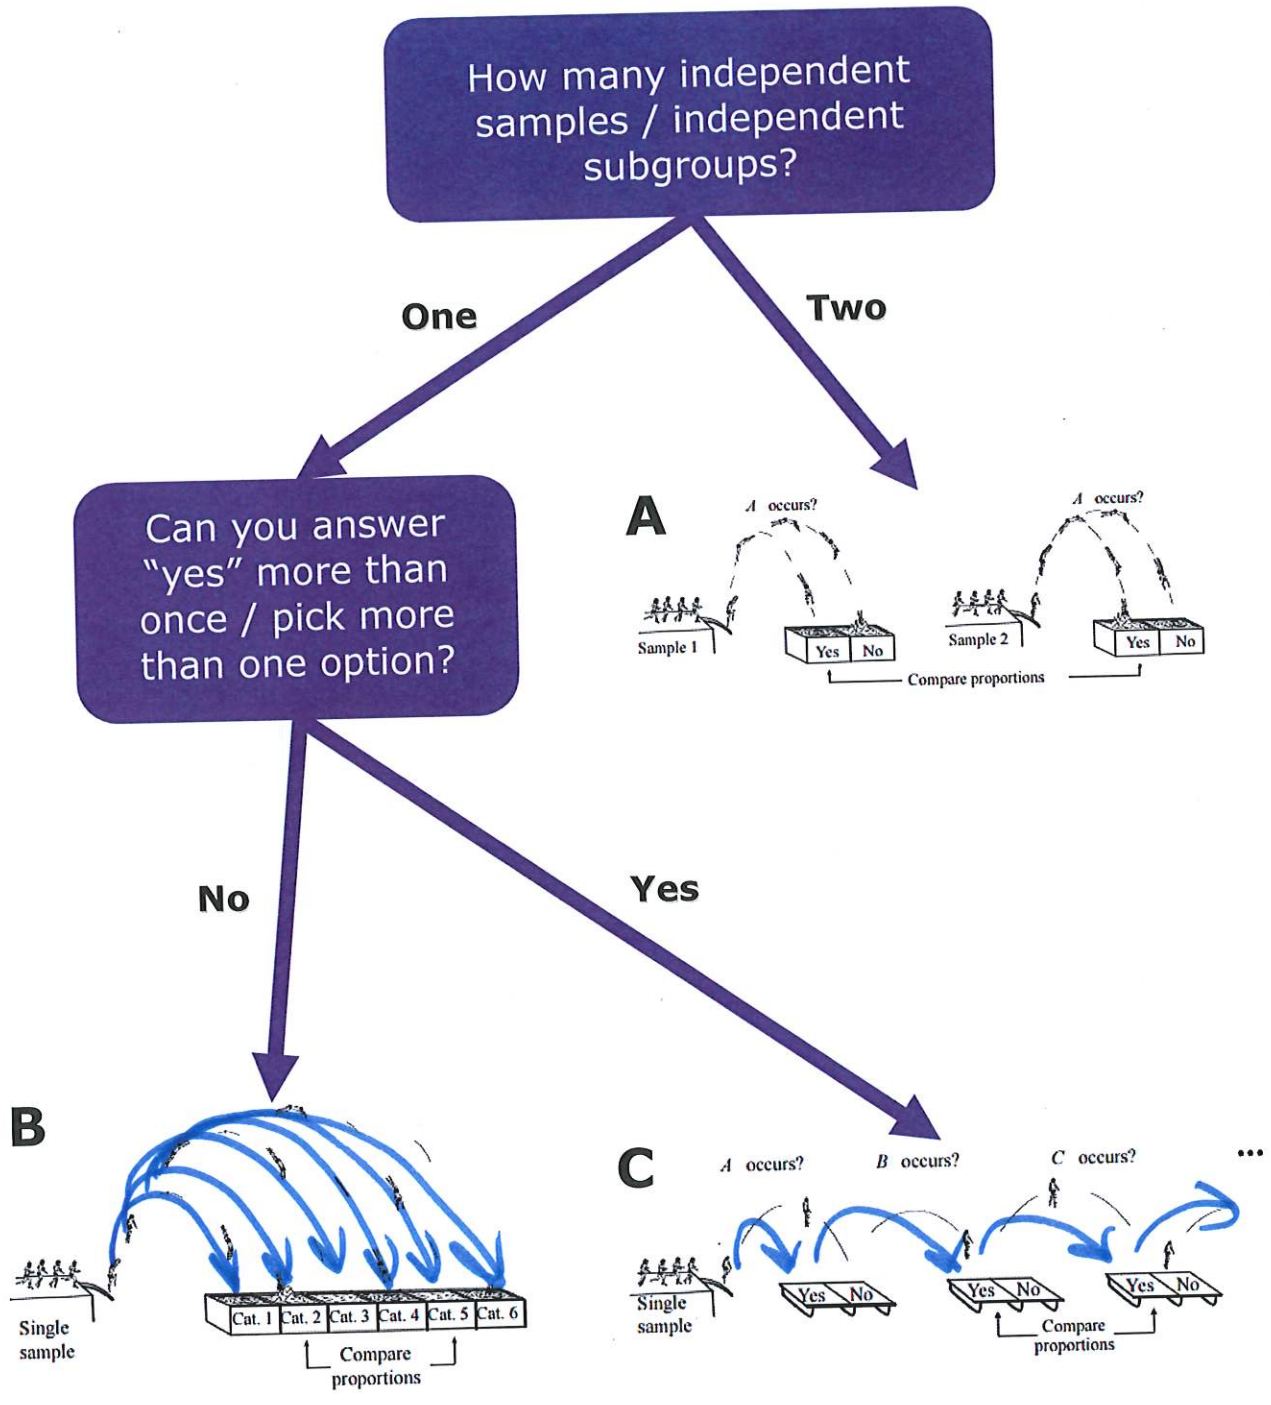 How many independent
samples / independent
subgroups?
One
Two
Can you answer
“yes” more than
once / pick more
than one option?
A
A occurs?
A occurs?
Sample 1
Yes
No
Sample 2
Yes
No
Compare proportions
No
Yes
B
Single
sample
Cat. 1
Cat. 2
Cat. 3
Cat. 4
Cat. 5
Cat. 6
Compare
proportions
C
A occurs?
B occurs?
C occurs?
...
Single
sample
Yes
No
Yes
No
Yes
No
Compare
proportions